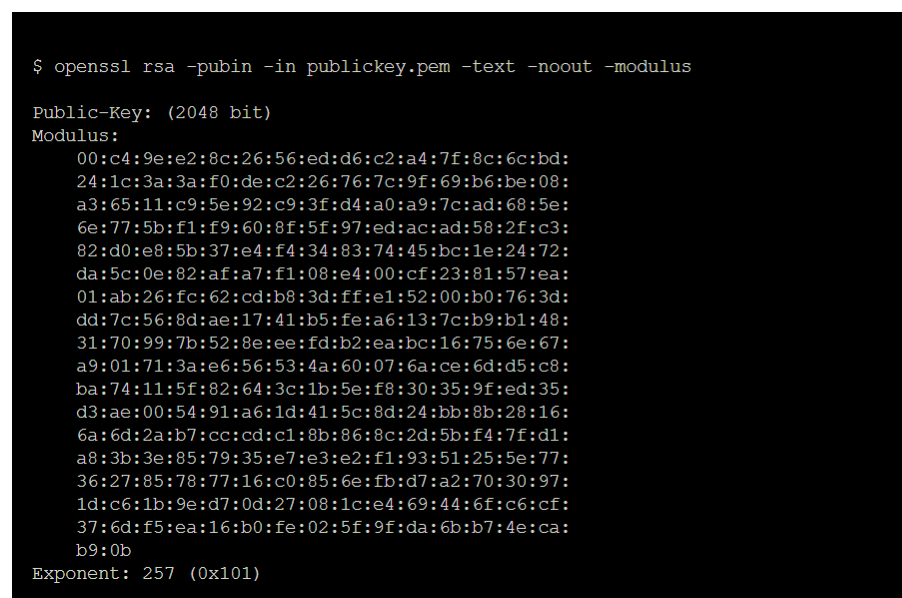 $ openssl rsa -pubin -in publickey.pem -text -noout -modulus
Public-Key: (2048 bit)
Modulus:
00:c4:9e:e2:8c:26:56:ed:d6:c2:a4:7f:8c:6c:bd:
24:1c:3a:3a:f0:de:c2:26:76:7c:9f:69:b6:be:08:
a3:65:11:c9:5e:92:c9:3f:d4:a0:a9:7c:ad:68:5e:
6e:77:5b:f1:f9:60:8f:5f:97:ed:ac:ad:58:2f:c3:
82:d0:e8:5b:37:e4:f4:34:83:74:45:bc:1e:24:72:
da:5c:0e:82:af:a7:f1:08:e4:00:cf:23:81:57:ea:
01:ab:26:fc:62:cd:b8:3d:ff:e1:52:00:b0:76:3d:
dd:7c:56:8d:ae:17:41:b5:fe:a6:13:7c:b9:b1:48:
31:70:99:7b:52:8e:ee:fd:b2:ea:bc:16:75:6e:67:
a9:01:71:3a:e6:56:53:4a:60:07:6a:ce:6d:d5:c8:
ba:74:11:5f:82:64:3c:1b:5e:f8:30:35:9f:ed:35:
d3:ae:00:54:91:a6:1d:41:5c:8d:24:bb:8b:28:16:
6a:6d:2a:b7:cc:cd:c1:8b:86:8c:2d:5b:f4:7f:d1:
a8:3b:3e:85:79:35:e7:e3:e2:f1:93:51:25:5e:77:
36:27:85:78:77:16:c0:85:6e:fb:d7:a2:70:30:97:
1d:c6:1b:9e:d7:0d:27:08:1c:e4:69:44:6f:c6:cf:
37:6d:f5:ea:16:b0:fe:02:5f:9f:da:6b:b7:4e:ca:
b9:0b
Exponent: 257 (0x101)